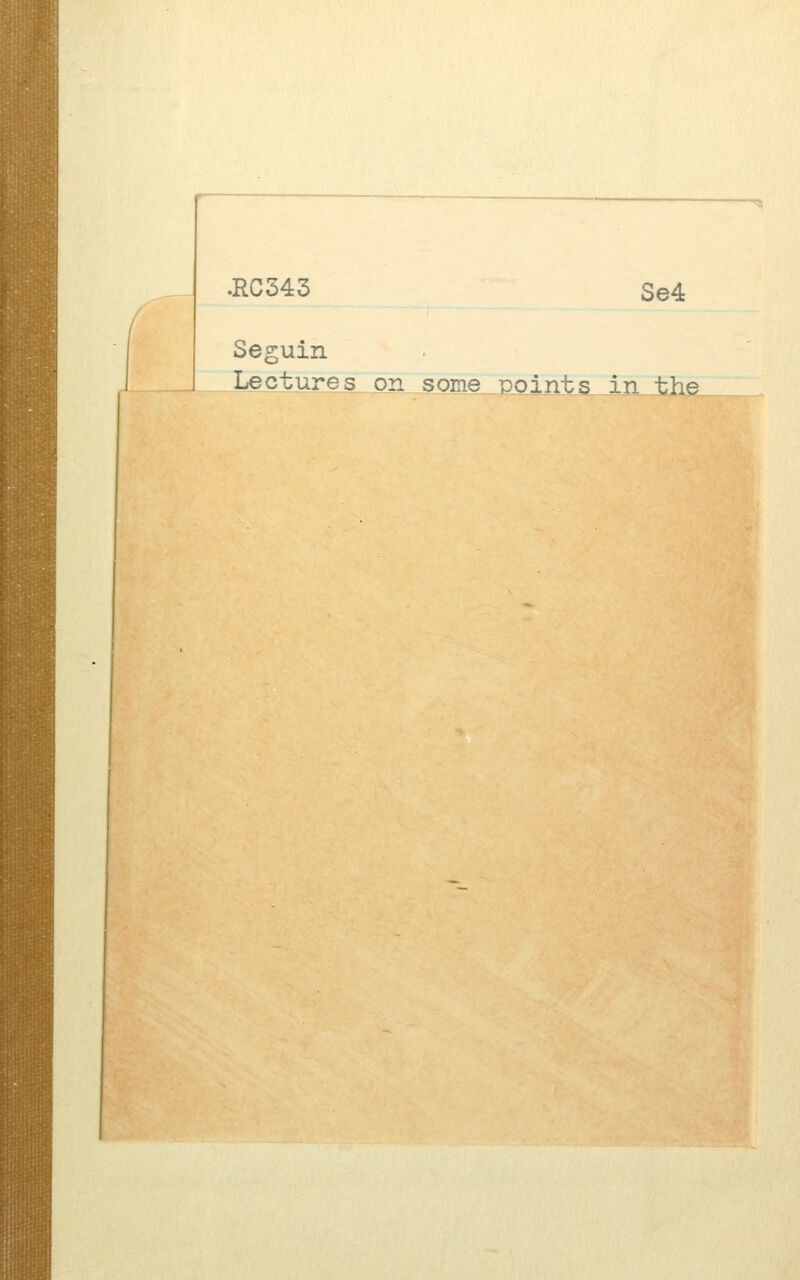 .RC343 Se4
Seguin
Lectures on some points in the